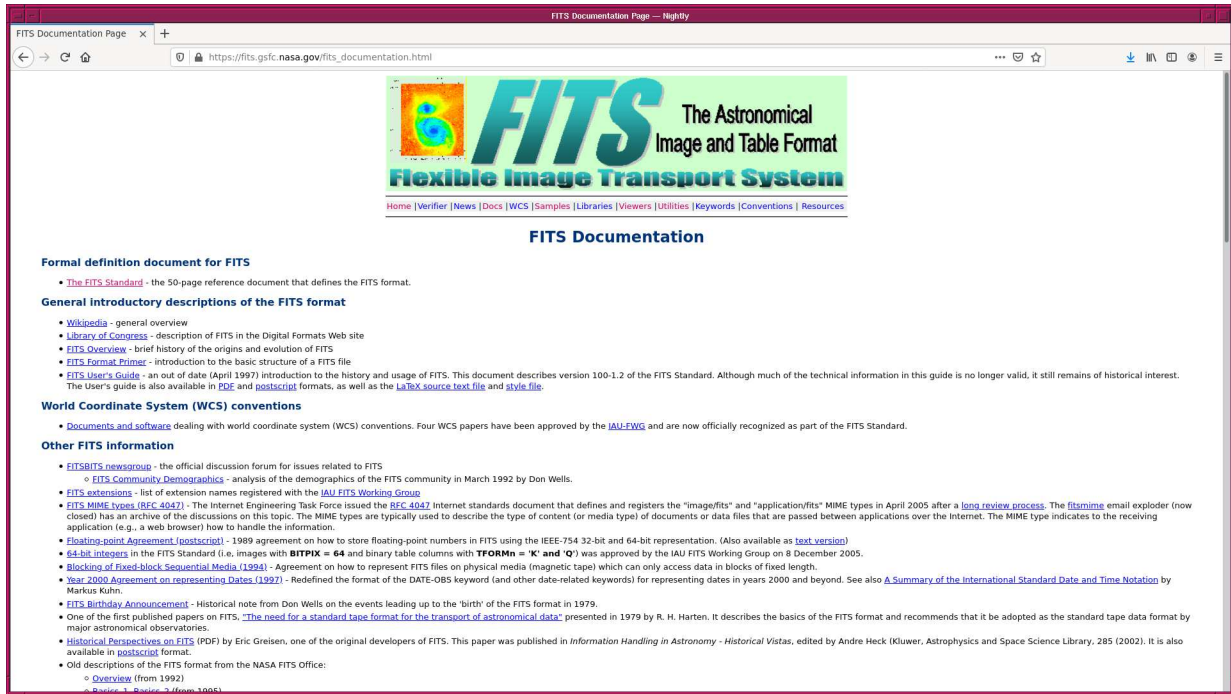 FITS Documentation Page — Nightly
FITS Documentation Page × +
https://fits.gsfc.nasa.gov/fits_documentation.html
FITS The Astronomical
Image and Table Format
Flexible Image Transport System
Home |Verifier |News |Docs |WCS |Samples |Libraries |Viewers |Utilities |Keywords |Conventions | Resources
FITS Documentation
Formal definition document for FITS
• The FITS Standard - the 50-page reference document that defines the FITS format.
General introductory descriptions of the FITS format
• Wikipedia - general overview
• Library of Congress - description of FITS in the Digital Formats Web site
• FITS Overview - brief history of the origins and evolution of FITS
• FITS Format Primer - introduction to the basic structure of a FITS file
• FITS User's Guide - an out of date (April 1997) introduction to the history and usage of FITS. This document describes version 100-1.2 of the FITS Standard. Although much of the technical information in this guide is no longer valid, it still remains of historical interest.
The User's guide is also available in PDF and postscript formats, as well as the LaTeX source text file and style file.
World Coordinate System (WCS) conventions
• Documents and software dealing with world coordinate system (WCS) conventions. Four WCS papers have been approved by the IAU-FWG and are now officially recognized as part of the FITS Standard.
Other FITS information
• FITSBITS newsgroup - the official discussion forum for issues related to FITS
○ FITS Community Demographics - analysis of the demographics of the FITS community in March 1992 by Don Wells.
• FITS extensions - list of extension names registered with the IAU FITS Working Group
• FITS MIME types (RFC 4047) - The Internet Engineering Task Force issued the RFC 4047 Internet standards document that defines and registers the "image/fits" and "application/fits" MIME types in April 2005 after a long review process. The fitsmime email exploder (now
closed) has an archive of the discussions on this topic. The MIME types are typically used to describe the type of content (or media type) of documents or data files that are passed between applications over the Internet. The MIME type indicates to the receiving
application (e.g., a web browser) how to handle the information.
• Floating-point Agreement (postscript) - 1989 agreement on how to store floating-point numbers in FITS using the IEEE-754 32-bit and 64-bit representation. (Also available as text version)
• 64-bit integers in the FITS Standard (i.e, images with BITPIX = 64 and binary table columns with TFORMn = 'K' and 'Q') was approved by the IAU FITS Working Group on 8 December 2005.
• Blocking of Fixed-block Sequential Media (1994) - Agreement on how to represent FITS files on physical media (magnetic tape) which can only access data in blocks of fixed length.
• Year 2000 Agreement on representing Dates (1997) - Redefined the format of the DATE-OBS keyword (and other date-related keywords) for representing dates in years 2000 and beyond. See also A Summary of the International Standard Date and Time Notation by
Markus Kuhn.
• FITS Birthday Announcement - Historical note from Don Wells on the events leading up to the 'birth' of the FITS format in 1979.
• One of the first published papers on FITS, "The need for a standard tape format for the transport of astronomical data" presented in 1979 by R. H. Harten. It describes the basics of the FITS format and recommends that it be adopted as the standard tape data format by
major astronomical observatories.
• Historical Perspectives on FITS (PDF) by Eric Greisen, one of the original developers of FITS. This paper was published in Information Handling in Astronomy - Historical Vistas, edited by Andre Heck (Kluwer, Astrophysics and Space Science Library, 285 (2002). It is also
available in postscript format.
• Old descriptions of the FITS format from the NASA FITS Office:
○ Overview (from 1992)
○ Basics-1, Basics-2 (from 1995)